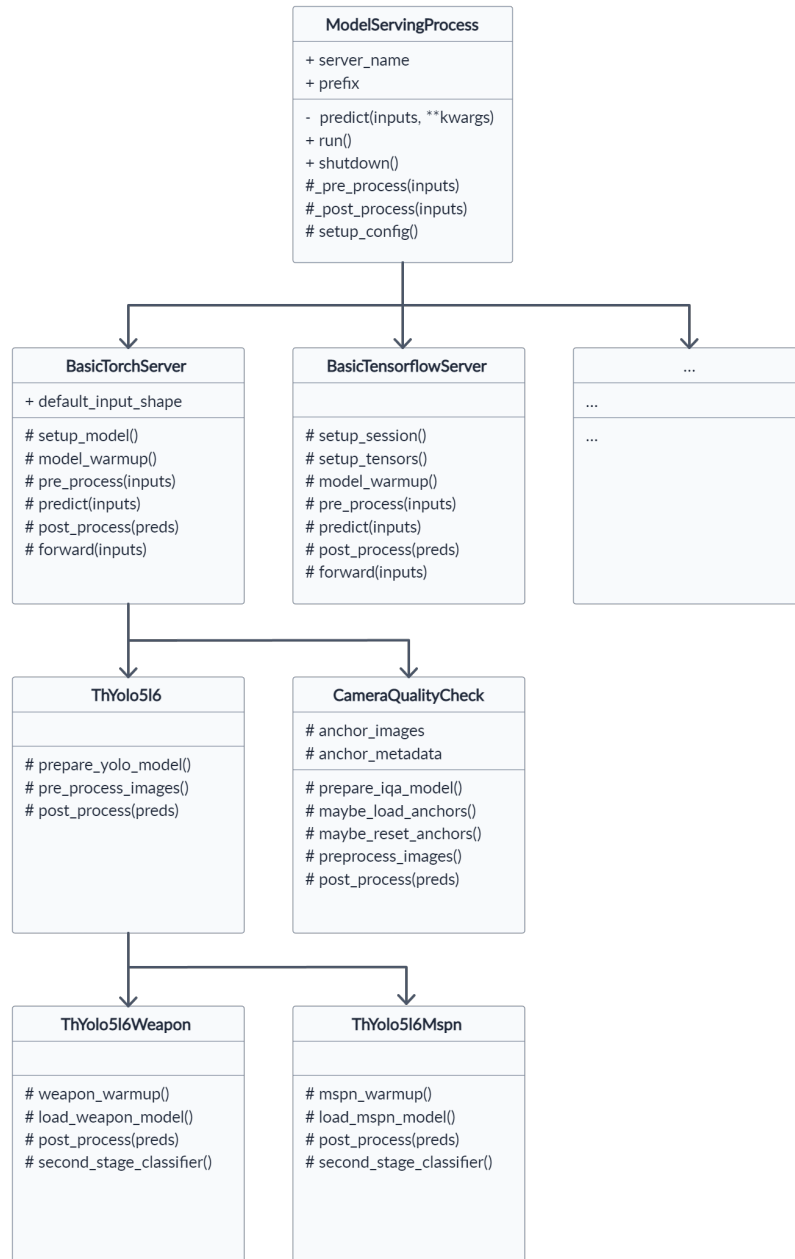 ModelServingProcess
+ server_name
+ prefix
- predict(inputs, **kwargs)
+ run()
+ shutdown()
#_pre_process(inputs)
#_post_process(inputs)
# setup_config()
BasicTorchServer
+ default_input_shape
# setup_model()
# model_warmup()
# pre_process(inputs)
# predict(inputs)
# post_process(preds)
# forward(inputs)
BasicTensorflowServer
# setup_session()
# setup_tensors()
# model_warmup()
# pre_process(inputs)
# predict(inputs)
# post_process(preds)
# forward(inputs)
...
...
...
ThYolo5l6
# prepare_yolo_model()
# pre_process_images()
# post_process(preds)
CameraQualityCheck
# anchor_images
# anchor_metadata
# prepare_iqa_model()
# maybe_load_anchors()
# maybe_reset_anchors()
# preprocess_images()
# post_process(preds)
ThYolo5l6Weapon
# weapon_warmup()
# load_weapon_model()
# post_process(preds)
# second_stage_classifier()
ThYolo5l6Mspn
# mspn_warmup()
# load_mspn_model()
# post_process(preds)
# second_stage_classifier()